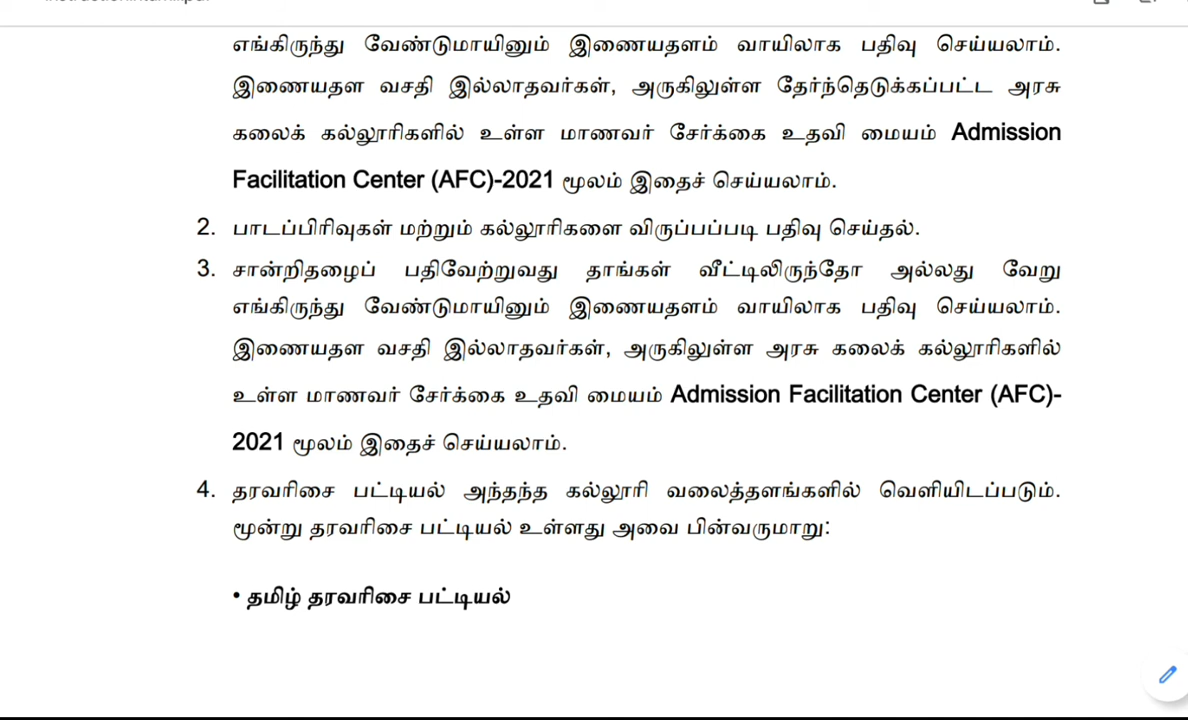 எங்கிருந்து வேண்டுமாயினும் இணையதளம் வாயிலாக பதிவு செய்யலாம்.
இணையதள வசதி இல்லாதவர்கள், அருகிலுள்ள தேர்ந்தெடுக்கப்பட்ட அரசு
கலைக் கல்லூரிகளில் உள்ள மாணவர் சேர்க்கை உதவி மையம் Admission
Facilitation Center (AFC)-2021 மூலம் இதைச் செய்யலாம்.
2. பாடப்பிரிவுகள் மற்றும் கல்லூரிகளை விருப்பப்படி பதிவு செய்தல்.
3. சான்றிதழைப் பதிவேற்றுவது தாங்கள் வீட்டிலிருந்தோ அல்லது வேறு
எங்கிருந்து வேண்டுமாயினும் இணையதளம் வாயிலாக பதிவு செய்யலாம்.
இணையதள வசதி இல்லாதவர்கள், அருகிலுள்ள அரசு கலைக் கல்லூரிகளில்
உள்ள மாணவர் சேர்க்கை உதவி மையம் Admission Facilitation Center (AFC)-
2021 மூலம் இதைச் செய்யலாம்.
4. தரவரிசை பட்டியல் அந்தந்த கல்லூரி வலைத்தளங்களில் வெளியிடப்படும்.
மூன்று தரவரிசை பட்டியல் உள்ளது அவை பின்வருமாறு:
• தமிழ் தரவரிசை பட்டியல்